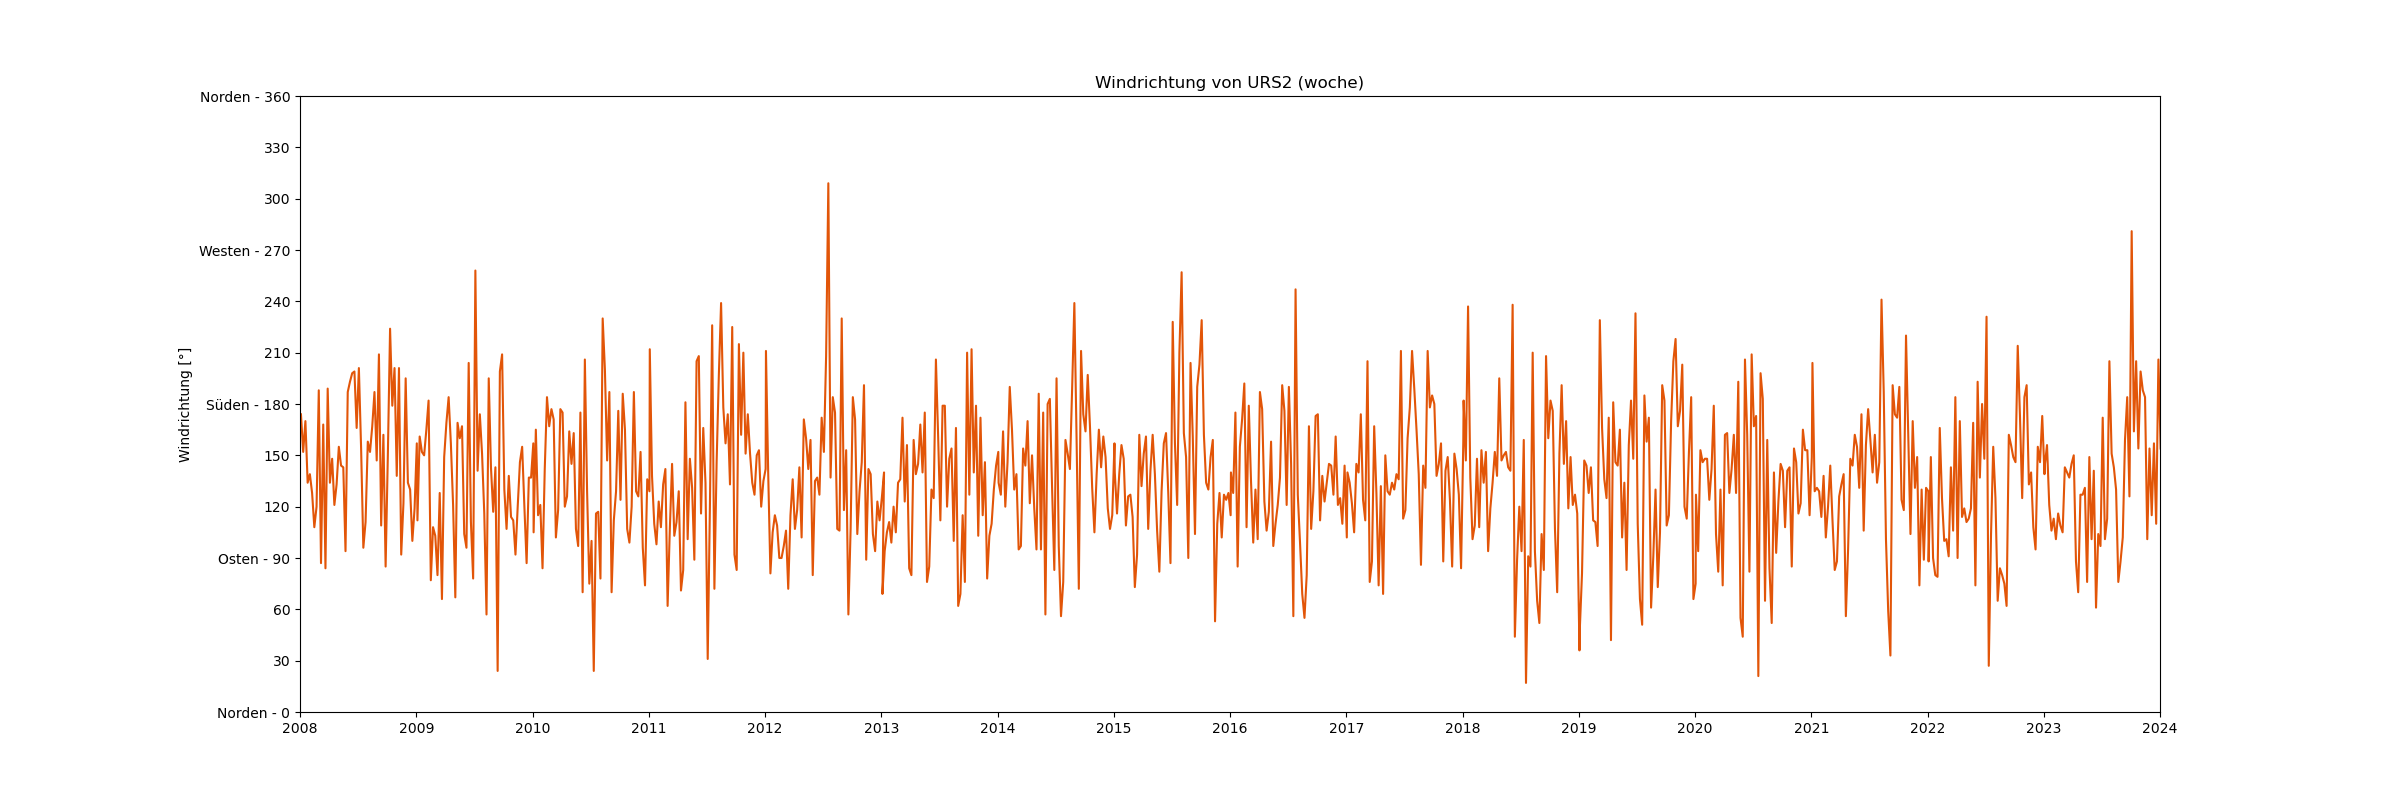 Windrichtung von URS2 (woche)
Norden - 360
330
300
Westen - 270
240
210
Süden - 180
150
120
Osten - 90
60
30
Norden - 0
Windrichtung [°]
2008 2009 2010 2011 2012 2013 2014 2015 2016 2017 2018 2019 2020 2021 2022 2023 2024